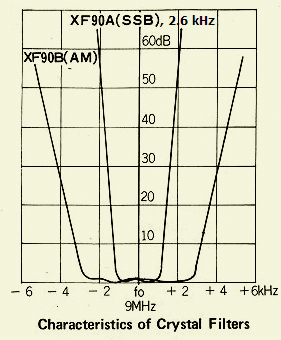 XF90A(SSB), 2.6 kHz
60dB
XF90B(AM)
50
40
30
20
10
- 6 - 4 - 2 fo + 2 + 4 +6kHz
9MHz
Characteristics of Crystal Filters